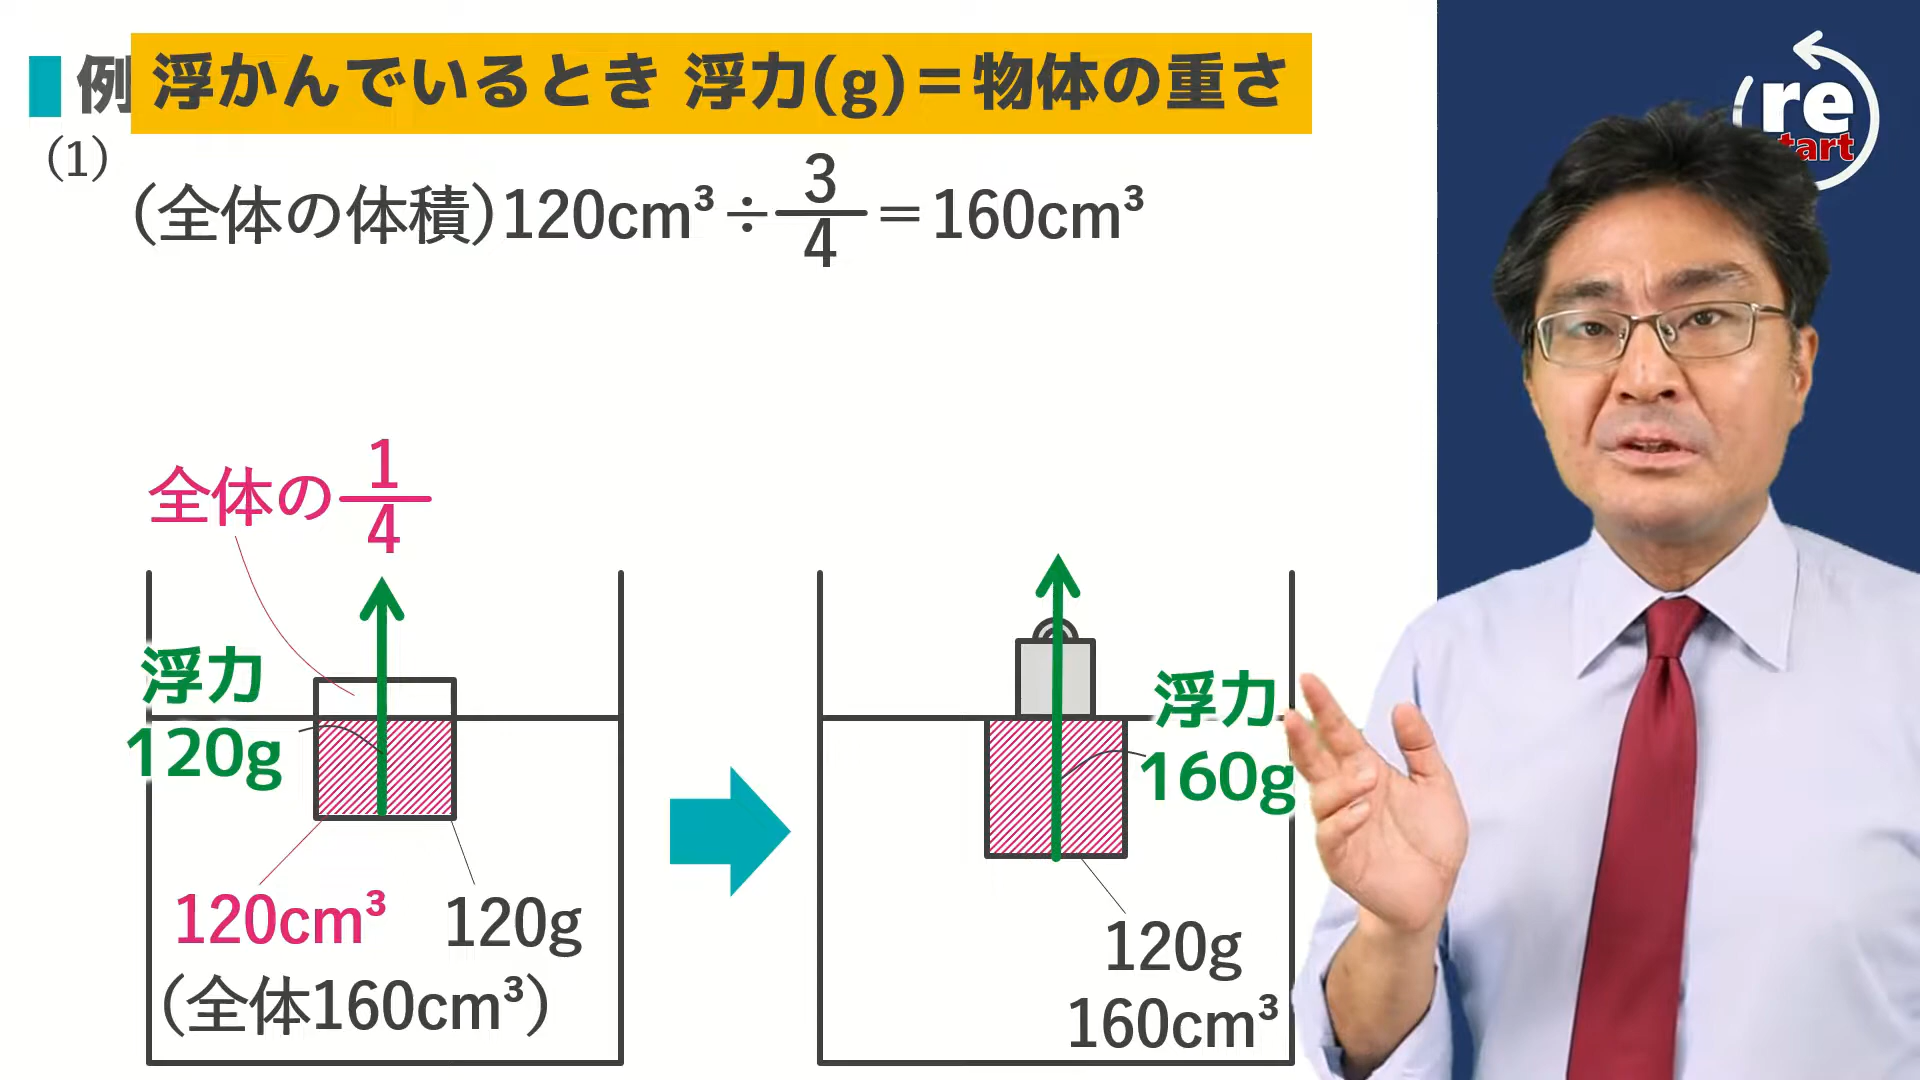 例
浮かんでいるとき 浮力(g)＝物体の重さ
(1)
(全体の体積)120cm³÷3/4＝160cm³
全体の1/4
浮力
120g
120cm³
120g
(全体160cm³)
浮力
160g
120g
160cm³
re
tart